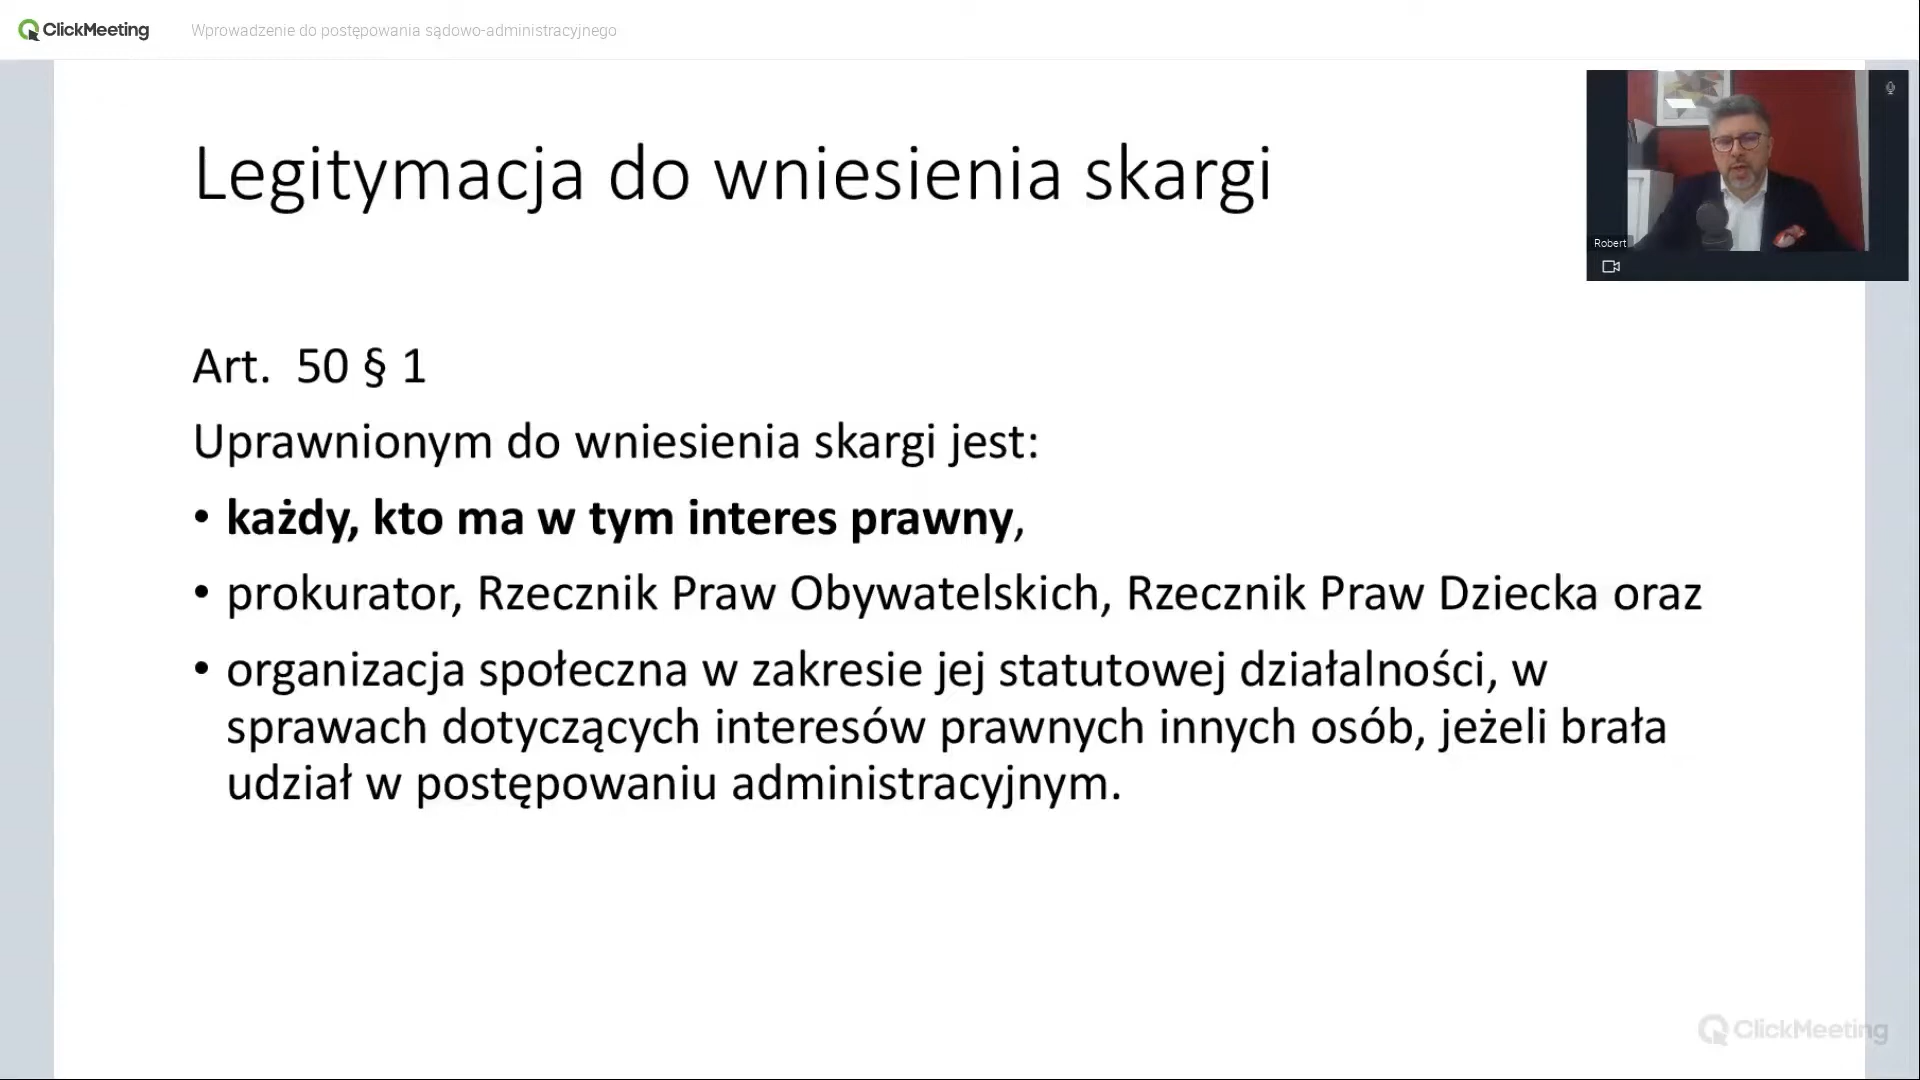 ClickMeeting
Wprowadzenie do postępowania sądowo-administracyjnego
Legitymacja do wniesienia skargi
Robert
Art. 50 § 1
Uprawnionym do wniesienia skargi jest:
• każdy, kto ma w tym interes prawny,
• prokurator, Rzecznik Praw Obywatelskich, Rzecznik Praw Dziecka oraz
• organizacja społeczna w zakresie jej statutowej działalności, w
sprawach dotyczących interesów prawnych innych osób, jeżeli brała
udział w postępowaniu administracyjnym.
ClickMeeting